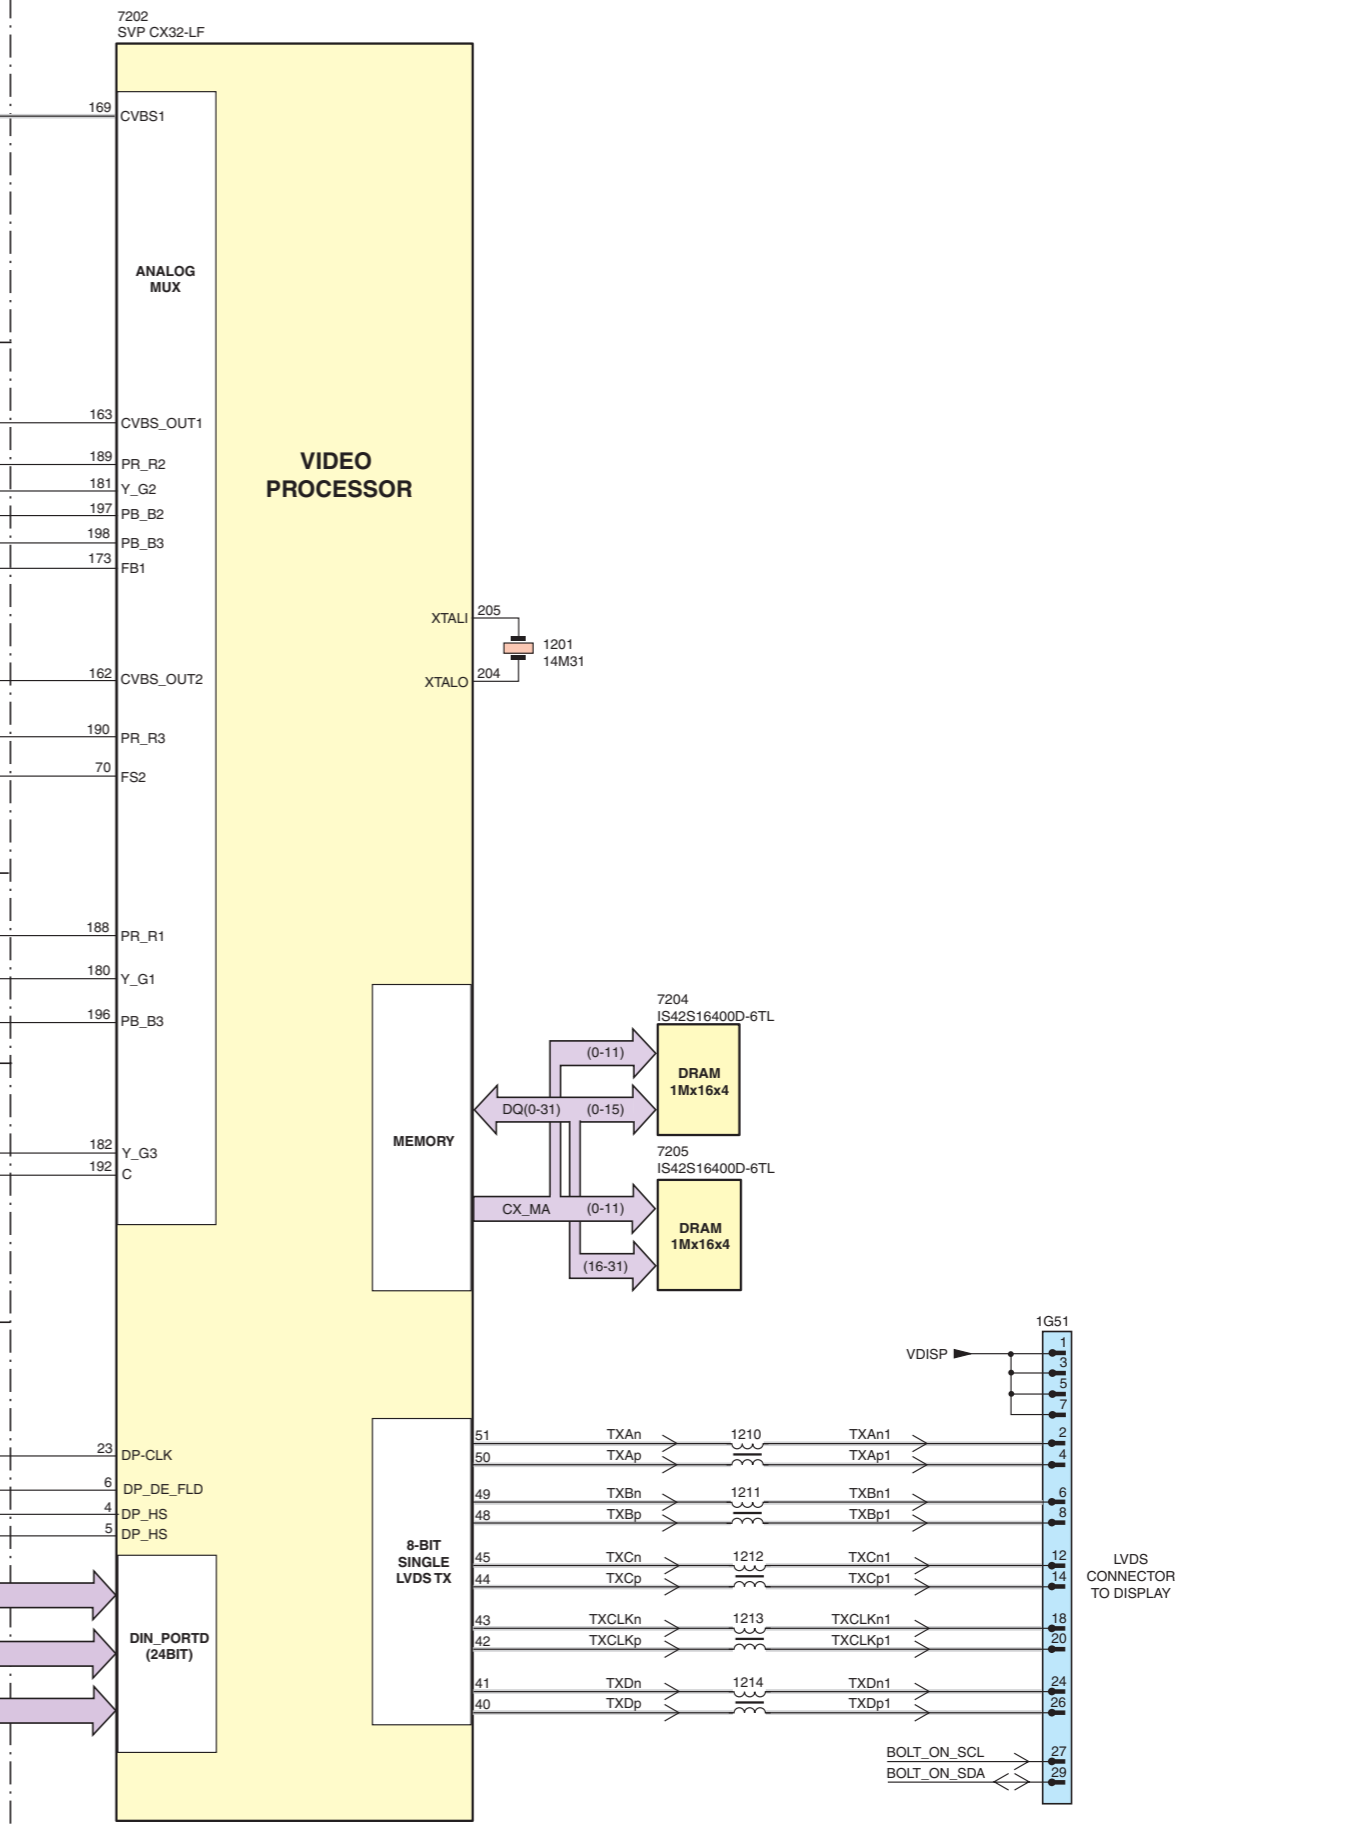 7202
SVP CX32-LF
169
CVBS1
ANALOG
MUX
163
CVBS_OUT1
189
PR_R2
181
Y_G2
197
PB_B2
198
PB_B3
173
FB1
VIDEO
PROCESSOR
XTALI
205
1201
14M31
XTALO
204
162
CVBS_OUT2
190
PR_R3
70
FS2
188
PR_R1
180
Y_G1
196
PB_B3
182
Y_G3
192
C
MEMORY
7204
IS42S16400D-6TL
(0-11)
DRAM
1Mx16x4
DQ(0-31)
(0-15)
7205
IS42S16400D-6TL
CX_MA
(0-11)
DRAM
1Mx16x4
(16-31)
1G51
VDISP
1
3
5
7
23
DP-CLK
6
DP_DE_FLD
4
DP_HS
5
DP_HS
DIN_PORTD
(24BIT)
8-BIT
SINGLE
LVDS TX
51 TXAn 1210 TXAn1 2
50 TXAp TXAp1 4
49 TXBn 1211 TXBn1 6
48 TXBp TXBp1 8
45 TXCn 1212 TXCn1 12
44 TXCp TXCp1 14
43 TXCLKn 1213 TXCLKn1 18
42 TXCLKp TXCLKp1 20
41 TXDn 1214 TXDn1 24
40 TXDp TXDp1 26
BOLT_ON_SCL 27
BOLT_ON_SDA 29
LVDS
CONNECTOR
TO DISPLAY